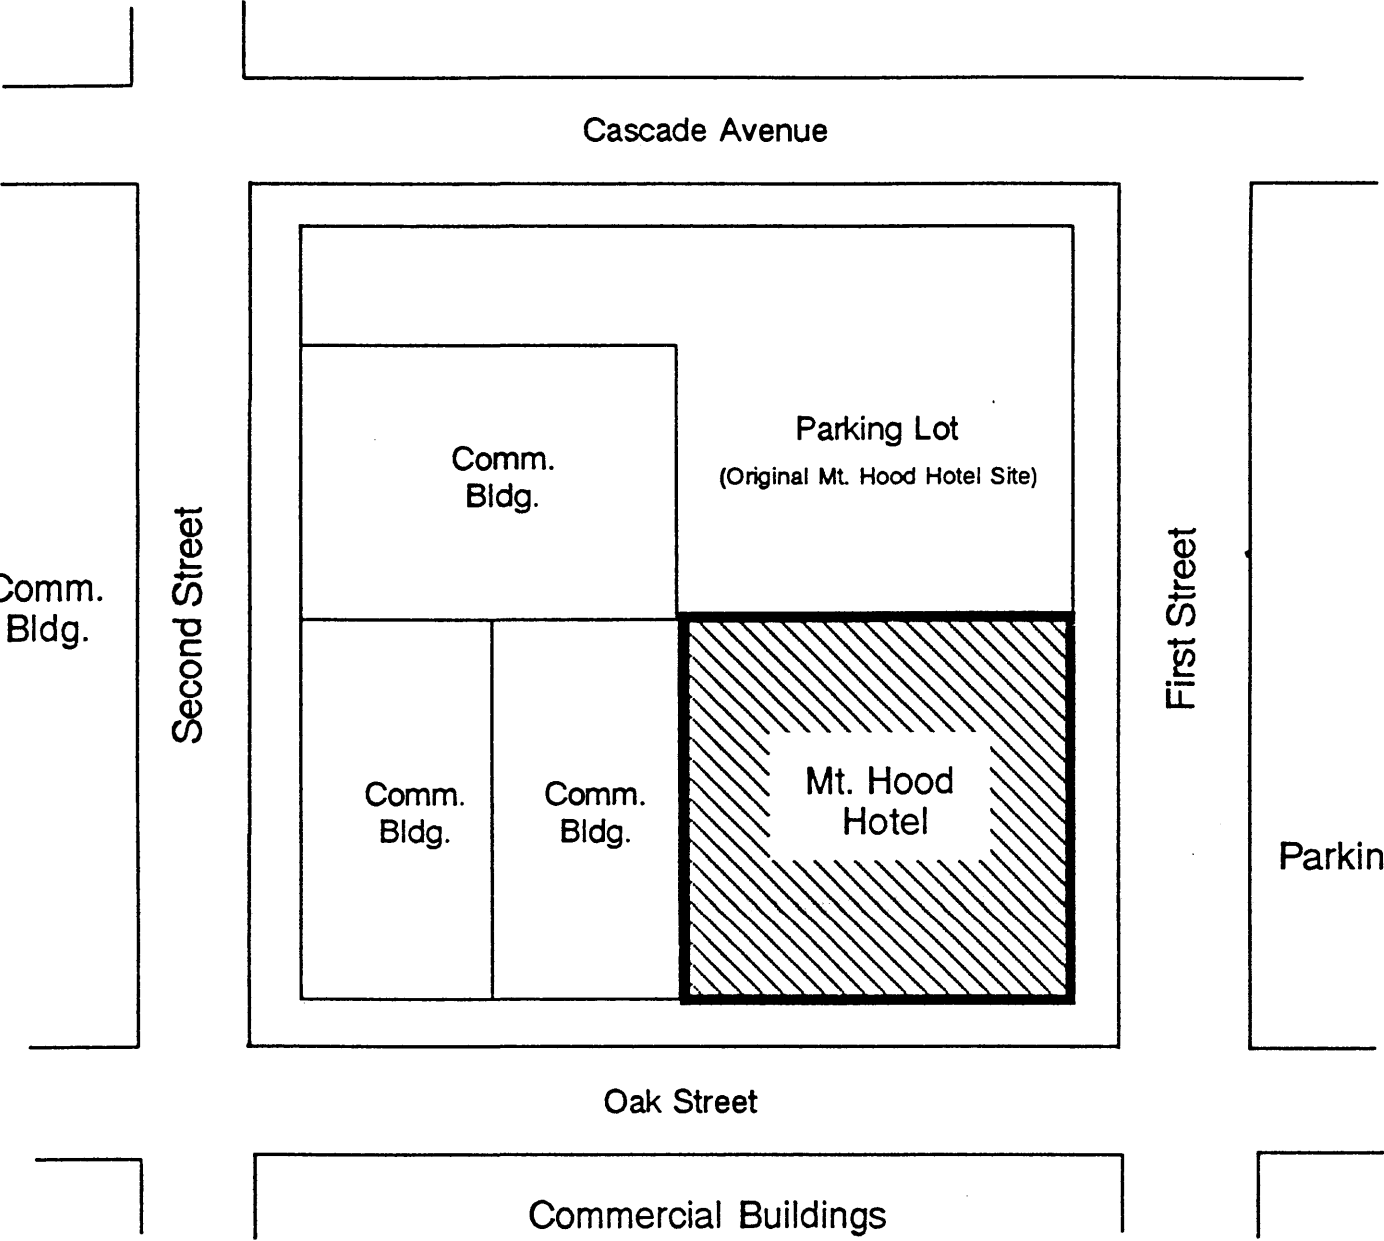 Cascade Avenue
Parking Lot
(Original Mt. Hood Hotel Site)
Comm.
Bldg.
Second Street
First Street
Comm.
Bldg.
Comm.
Bldg.
Comm.
Bldg.
Mt. Hood
Hotel
Parkin
Oak Street
Commercial Buildings